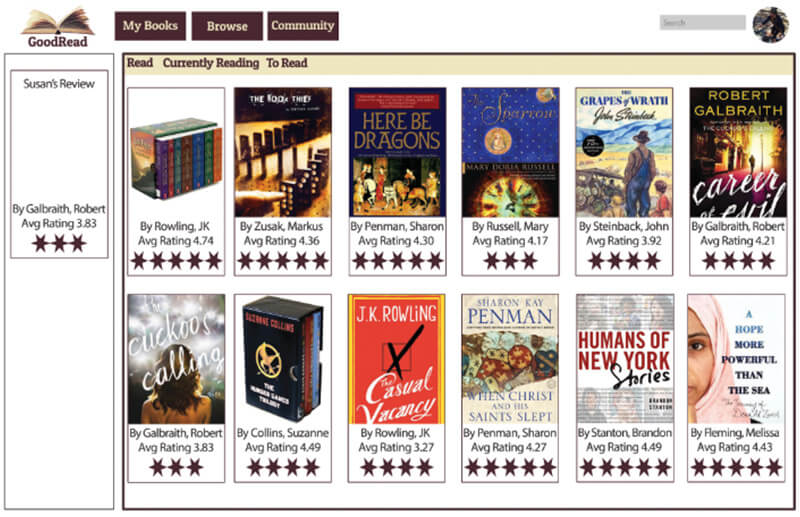 GoodRead
My Books
Browse
Community
Search
Susan's Review
By Galbraith, Robert
Avg Rating 3.83
Read Currently Reading To Read
By Rowling, JK
Avg Rating 4.74
THE BOOK THIEF
By Zusak, Markus
Avg Rating 4.36
HERE BE
DRAGONS
By Penman, Sharon
Avg Rating 4.30
The
Sparrow
MARY DORIA RUSSELL
By Russell, Mary
Avg Rating 4.17
THE
GRAPES of WRATH
John Steinbeck
By Steinback, John
Avg Rating 3.92
ROBERT
GALBRAITH
career
of evil
By Galbraith, Robert
Avg Rating 4.21
the
cuckoos
calling
By Galbraith, Robert
Avg Rating 3.83
SUZANNE COLLINS
THE
HUNGER GAMES
TRILOGY
By Collins, Suzanne
Avg Rating 4.49
J.K. ROWLING
The
Casual
Vacancy
By Rowling, JK
Avg Rating 3.27
SHARON KAY
PENMAN
WHEN CHRIST
AND HIS
SAINTS SLEPT
By Penman, Sharon
Avg Rating 4.27
HUMANS OF
NEW YORK
Stories
BRANDON
STANTON
By Stanton, Brandon
Avg Rating 4.49
A
HOPE
MORE
POWERFUL
THAN
THE SEA
The Journey of
By Fleming, Melissa
Avg Rating 4.43